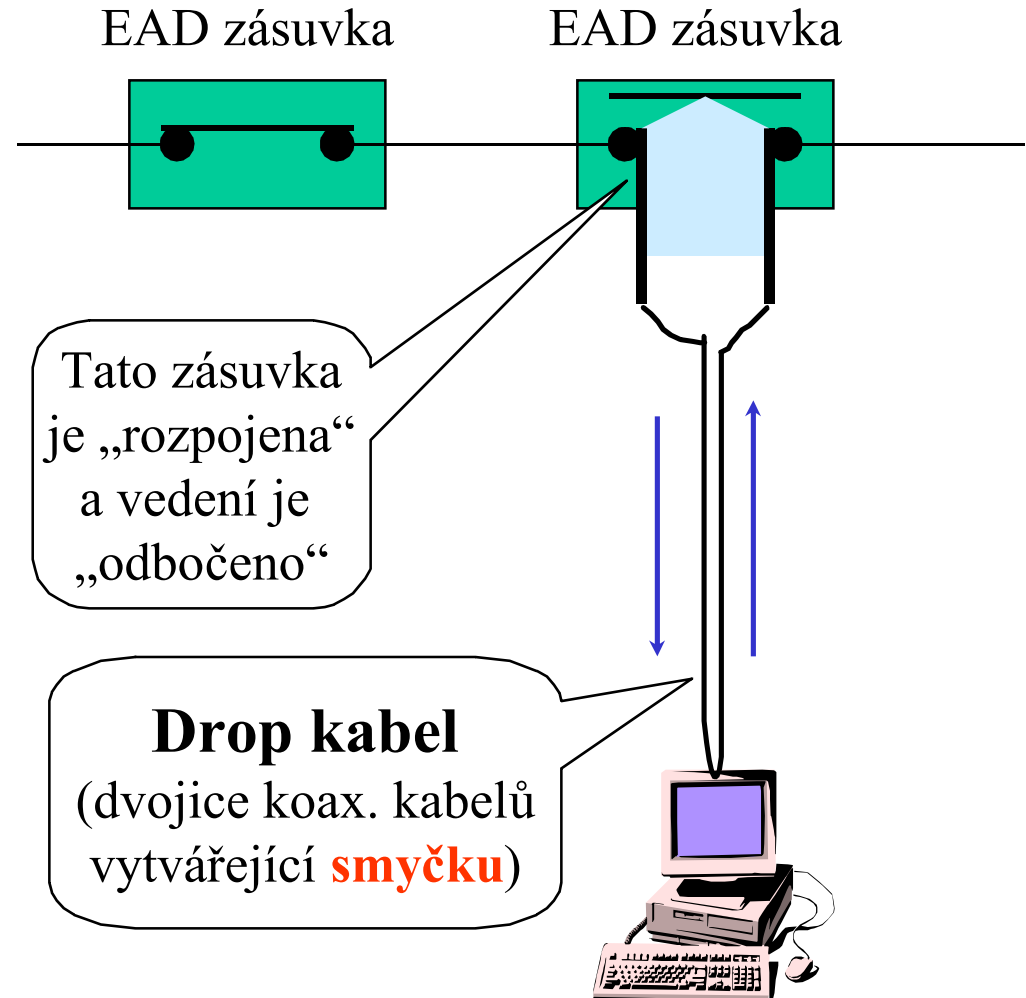 EAD zásuvka
EAD zásuvka
Tato zásuvka
je „rozpojena“
a vedení je
„odbočeno“
Drop kabel
(dvojice koax. kabelů
vytvářející smyčku)